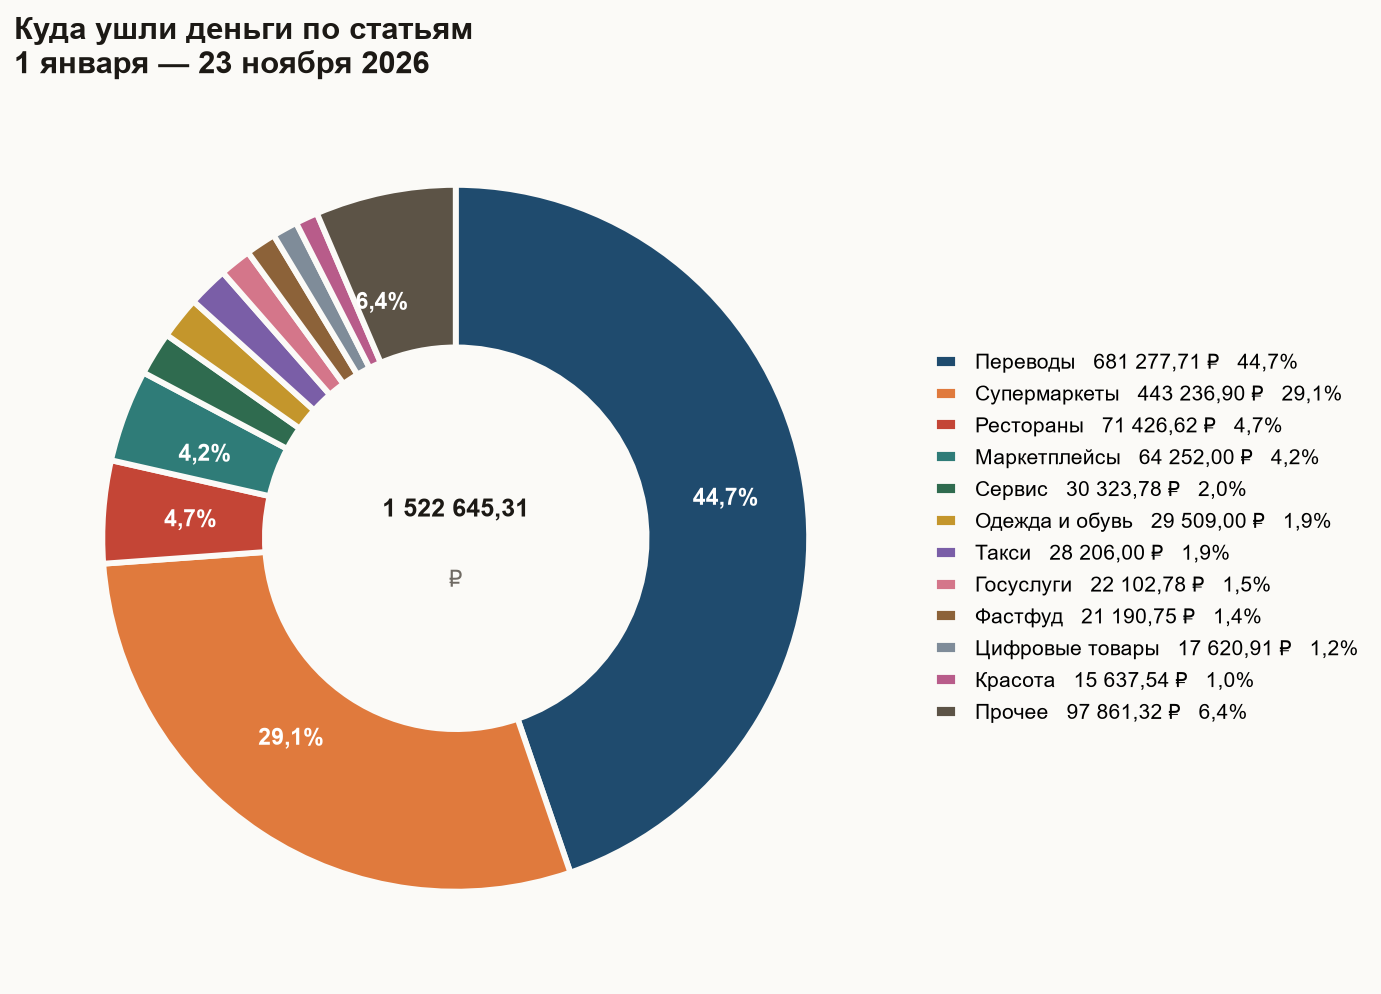 Куда ушли деньги по статьям
1 января — 23 ноября 2026
6,4%
4,2%
4,7%
44,7%
29,1%
1 522 645,31
₽
Переводы 681 277,71 ₽ 44,7%
Супермаркеты 443 236,90 ₽ 29,1%
Рестораны 71 426,62 ₽ 4,7%
Маркетплейсы 64 252,00 ₽ 4,2%
Сервис 30 323,78 ₽ 2,0%
Одежда и обувь 29 509,00 ₽ 1,9%
Такси 28 206,00 ₽ 1,9%
Госуслуги 22 102,78 ₽ 1,5%
Фастфуд 21 190,75 ₽ 1,4%
Цифровые товары 17 620,91 ₽ 1,2%
Красота 15 637,54 ₽ 1,0%
Прочее 97 861,32 ₽ 6,4%